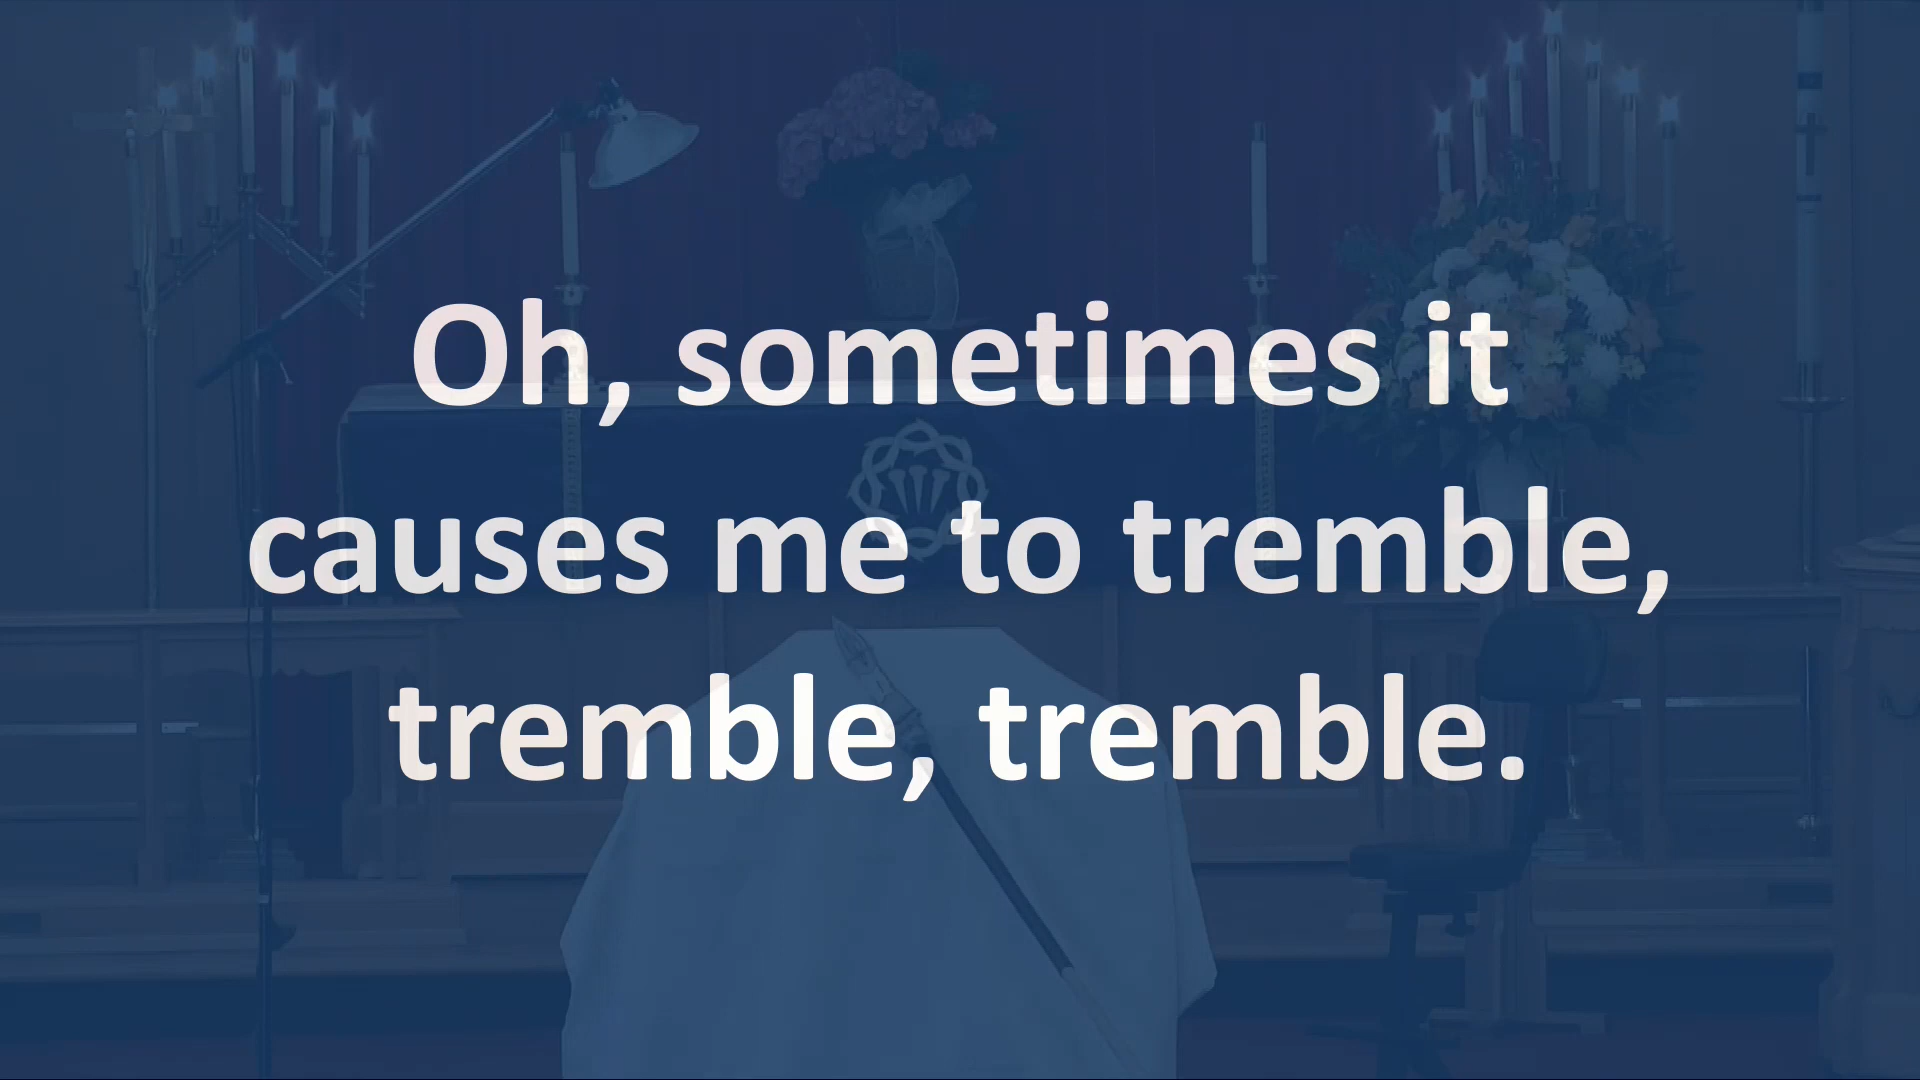 Oh, sometimes it
causes me to tremble,
tremble, tremble.